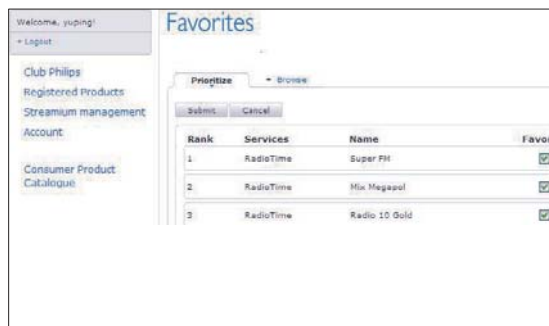 Welcome, yuping!
Logout
Club Philips
Registered Products
Streamium management
Account
Consumer Product
Catalogue
Favorites
Prioritize
Browse
Submit Cancel
Rank Services Name Favor
1 RadioTime Super FM
2 RadioTime Mix Megapol
3 RadioTime Radio 10 Gold